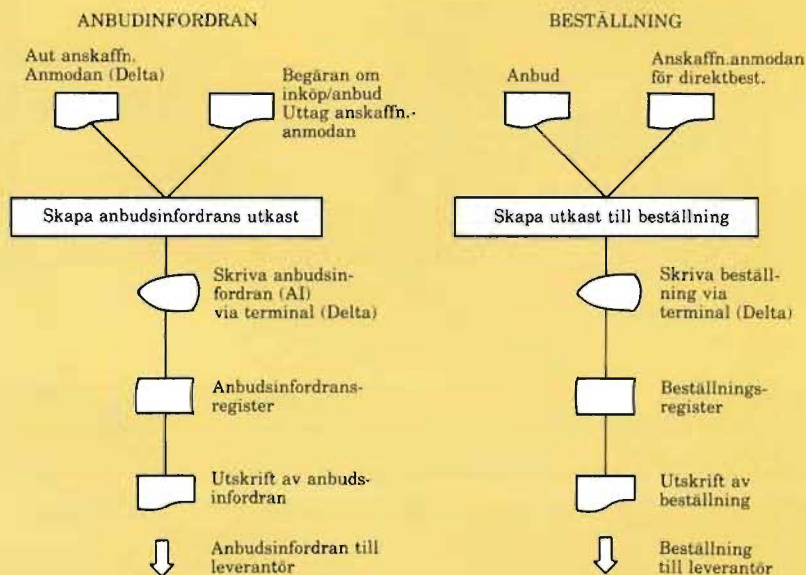 ANBUDINFORDRAN
Aut anskaffn.
Anmodan (Delta)
Begäran om
inköp/anbud
Uttag anskaffn.-
anmodan
Skapa anbudsinfordrans utkast
Skriva anbudsin-
fordran (AI)
via terminal (Delta)
Anbudsinfordrans-
register
Utskrift av anbuds-
infordran
Anbudsinfordran till
leverantör
BESTÄLLNING
Anbud
Anskaffn.anmodan
för direktbest.
Skapa utkast till beställning
Skriva beställ-
ning via
terminal (Delta)
Beställnings-
register
Utskrift av
beställning
Beställning
till leverantör